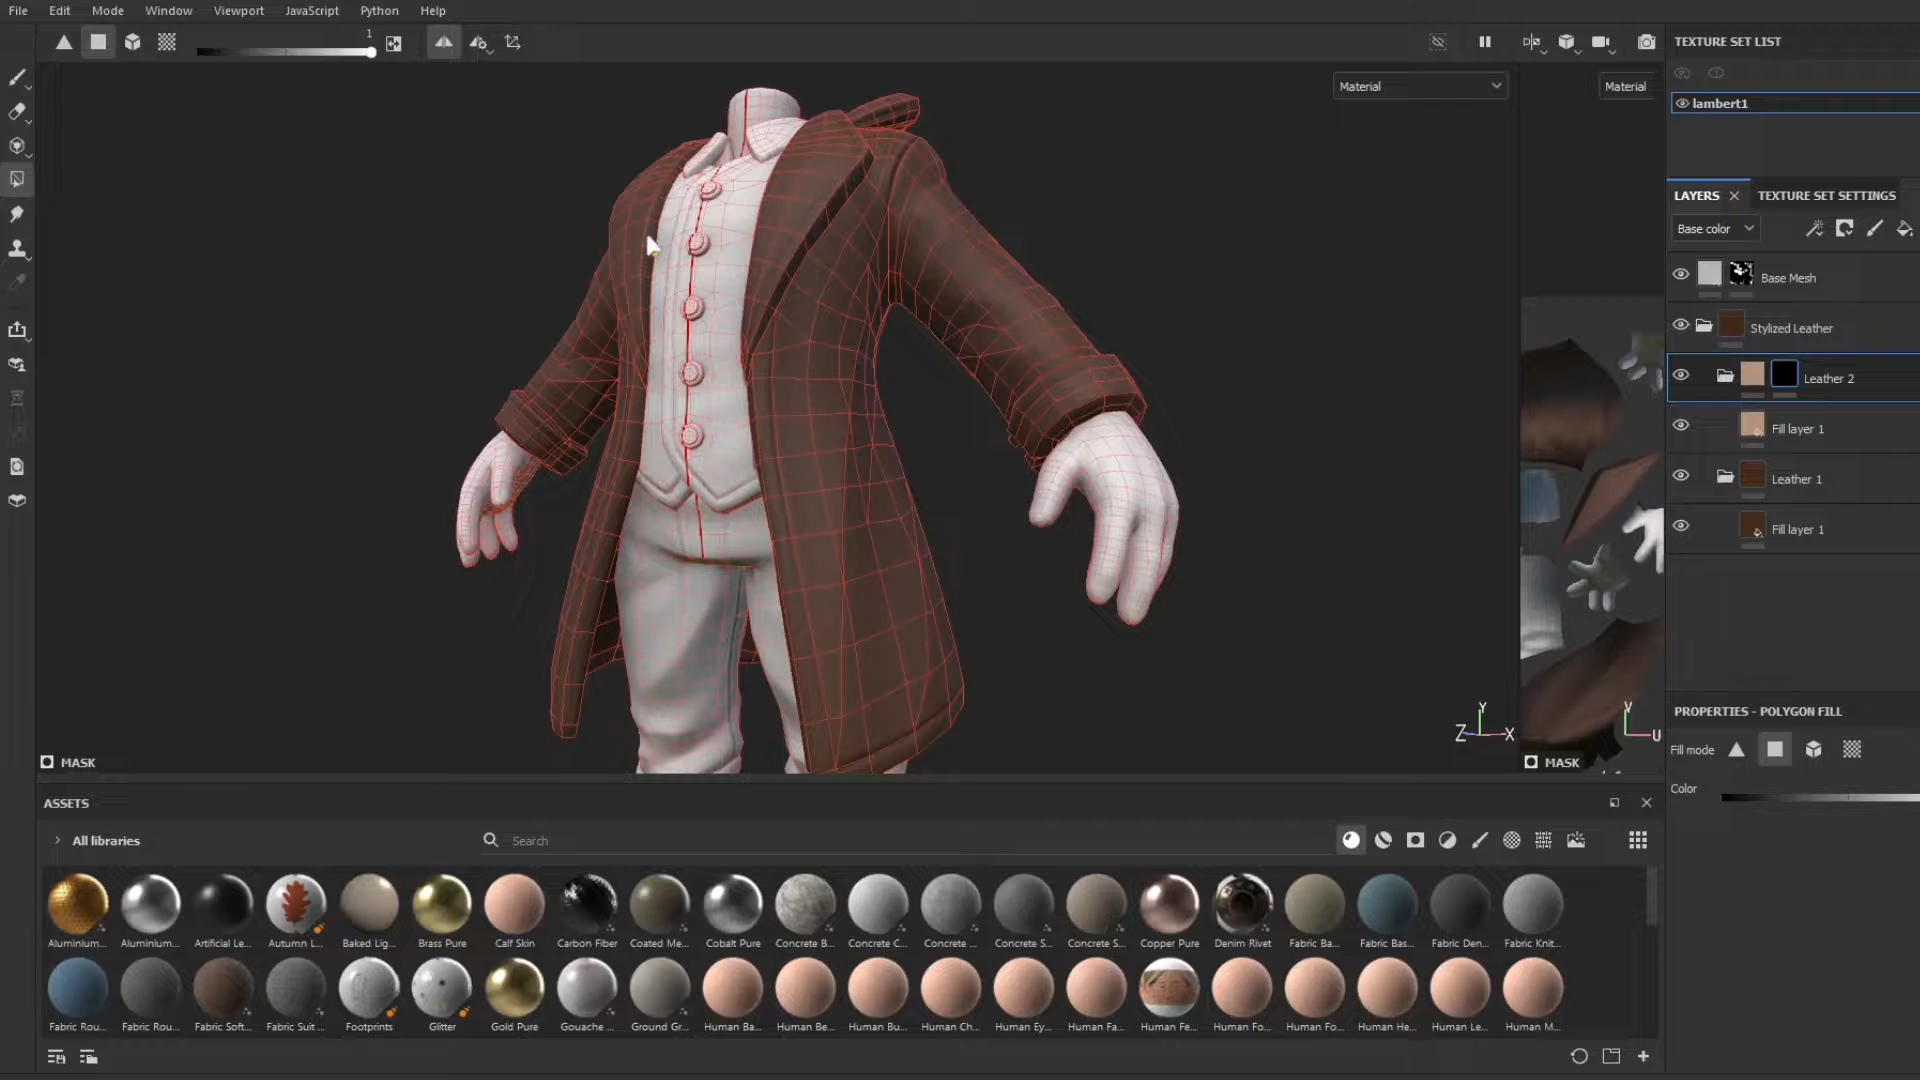 File Edit Mode Window Viewport JavaScript Python Help
1
TEXTURE SET LIST
Material
Material
lambert1
LAYERS
TEXTURE SET SETTINGS
Base color
Base Mesh
Stylized Leather
Leather 2
Fill layer 1
Leather 1
Fill layer 1
Y
Z
X
V
U
MASK
MASK
PROPERTIES - POLYGON FILL
Fill mode
Color
ASSETS
All libraries
Search
Aluminium... Aluminium... Artificial Le... Autumn L... Baked Lig... Brass Pure Calf Skin Carbon Fiber Coated Me... Cobalt Pure Concrete B... Concrete C... Concrete ... Concrete S... Concrete S... Copper Pure Denim Rivet Fabric Ba... Fabric Bas... Fabric Den... Fabric Knit...
Fabric Rou... Fabric Rou... Fabric Soft... Fabric Suit ... Footprints Glitter Gold Pure Gouache ... Ground Gr... Human Ba... Human Be... Human Bu... Human Ch... Human Ey... Human Fa... Human Fe... Human Fo... Human Fo... Human He... Human Le... Human M...